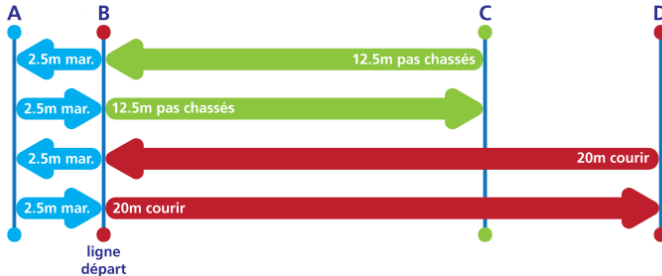 A B C D
2.5m mar. 12.5m pas chassés
2.5m mar. 12.5m pas chassés
2.5m mar. 20m courir
2.5m mar. 20m courir
ligne
départ